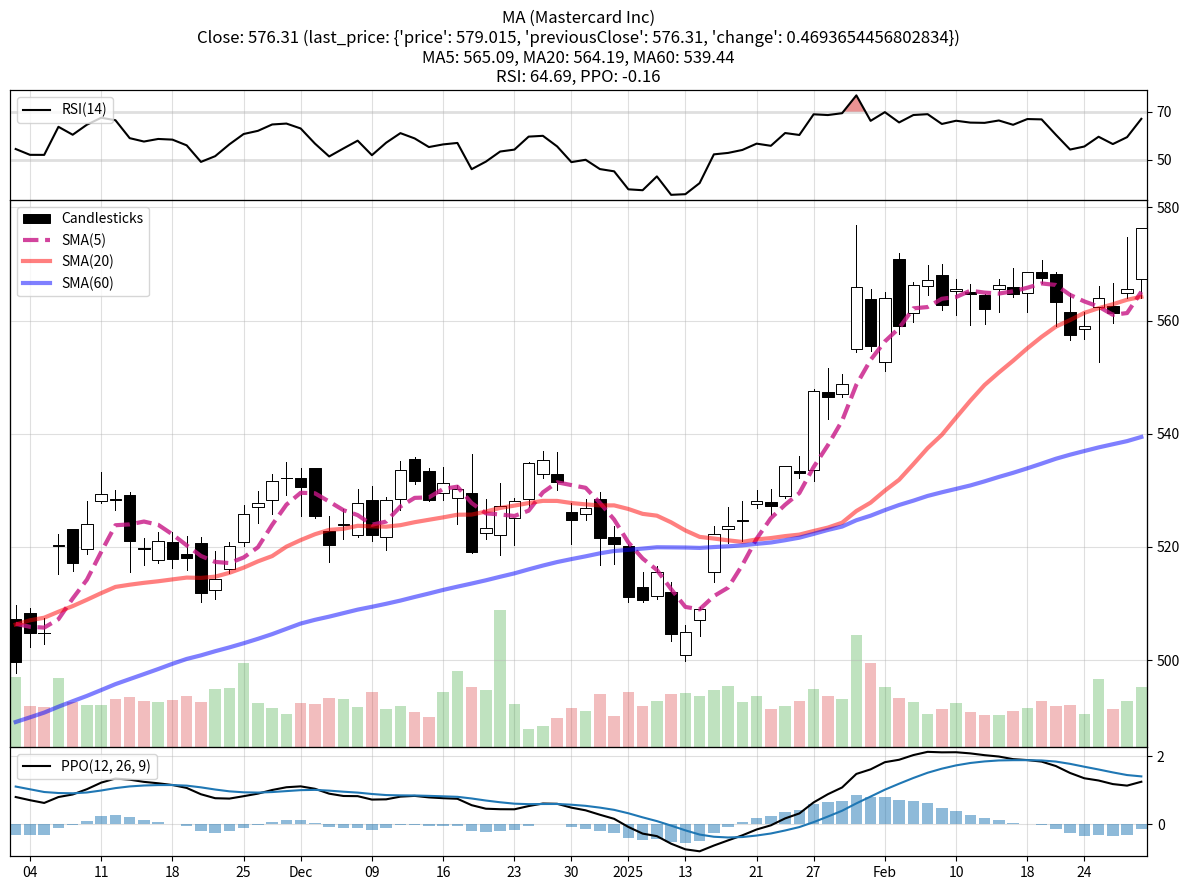 MA (Mastercard Inc)
Close: 576.31 (last_price: {'price': 579.015, 'previousClose': 576.31, 'change': 0.4693654456802834})
MA5: 565.09, MA20: 564.19, MA60: 539.44
RSI: 64.69, PPO: -0.16
RSI(14)
70
50
Candlesticks
SMA(5)
SMA(20)
SMA(60)
580
560
540
520
500
PPO(12, 26, 9)
2
0
04 11 18 25 Dec 09 16 23 30 2025 13 21 27 Feb 10 18 24